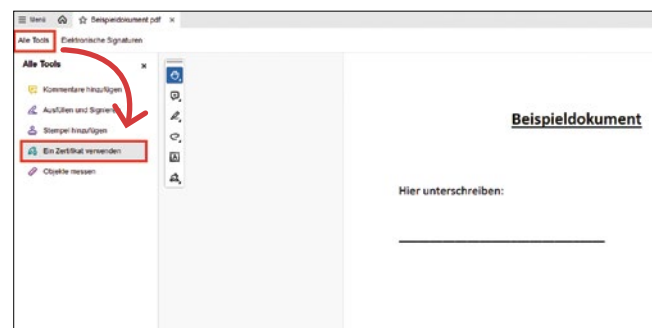 Menü Beispieldokument.pdf
Alle Tools Elektronische Signaturen
Alle Tools
Kommentare hinzufügen
Ausfüllen und Signieren
Stempel hinzufügen
Ein Zertifikat verwenden
Objekte messen
Beispieldokument
Hier unterschreiben: